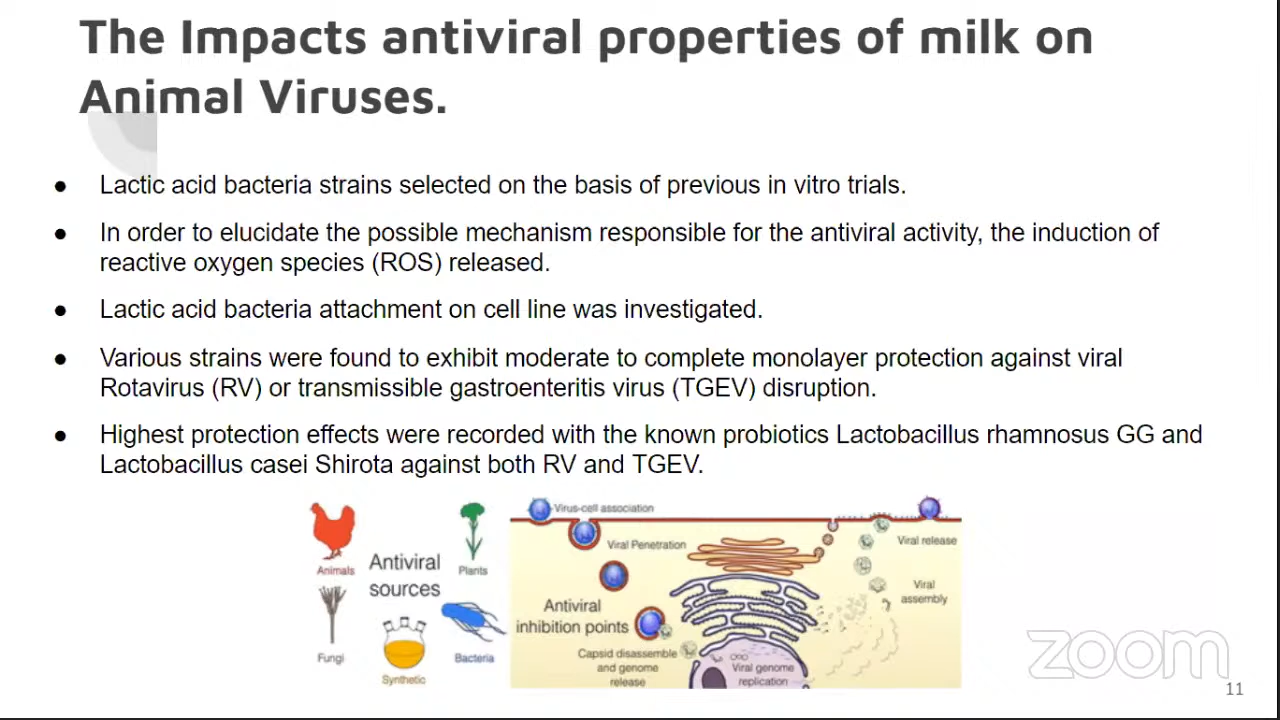 The Impacts antiviral properties of milk on
Animal Viruses.
● Lactic acid bacteria strains selected on the basis of previous in vitro trials.
● In order to elucidate the possible mechanism responsible for the antiviral activity, the induction of
reactive oxygen species (ROS) released.
● Lactic acid bacteria attachment on cell line was investigated.
● Various strains were found to exhibit moderate to complete monolayer protection against viral
Rotavirus (RV) or transmissible gastroenteritis virus (TGEV) disruption.
● Highest protection effects were recorded with the known probiotics Lactobacillus rhamnosus GG and
Lactobacillus casei Shirota against both RV and TGEV.
Animals
Antiviral
sources
Plants
Fungi
Synthetic
Bacteria
Virus-cell association
Viral Penetration
Antiviral
inhibition points
Capsid disassemble
and genome
release
Viral genome
replication
Viral release
Viral
assembly
zoom
11